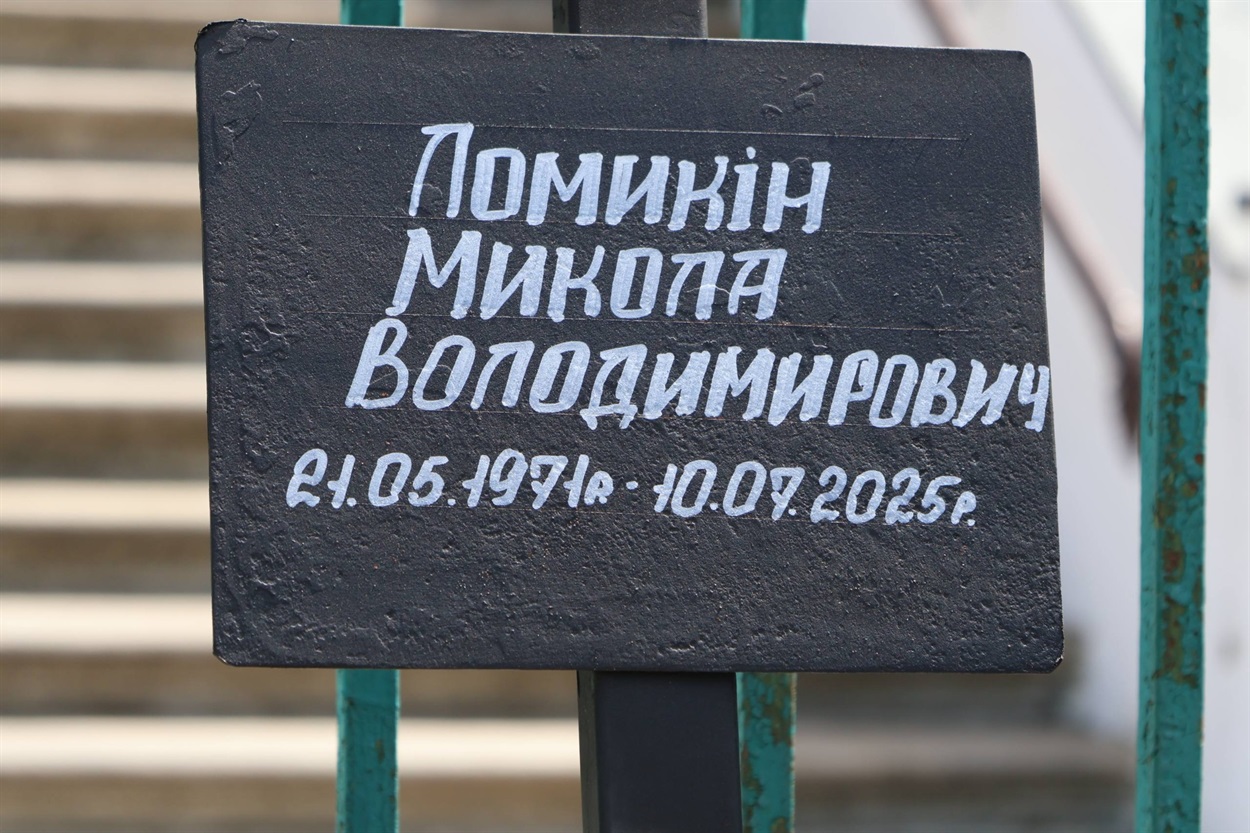 Ломикін
Микола
Володимирович
21.05.1971р. - 10.07.2025р.